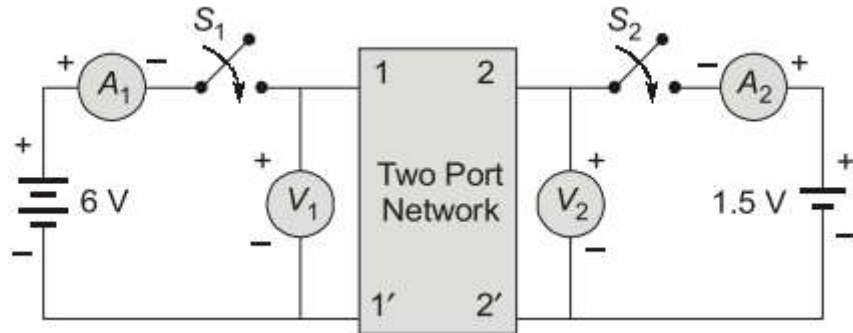 S1 S2
+ A1 − 1 2 − A2 +
+ + Two Port + +
6 V V1 Network V2 1.5 V
− − − −
1′ 2′